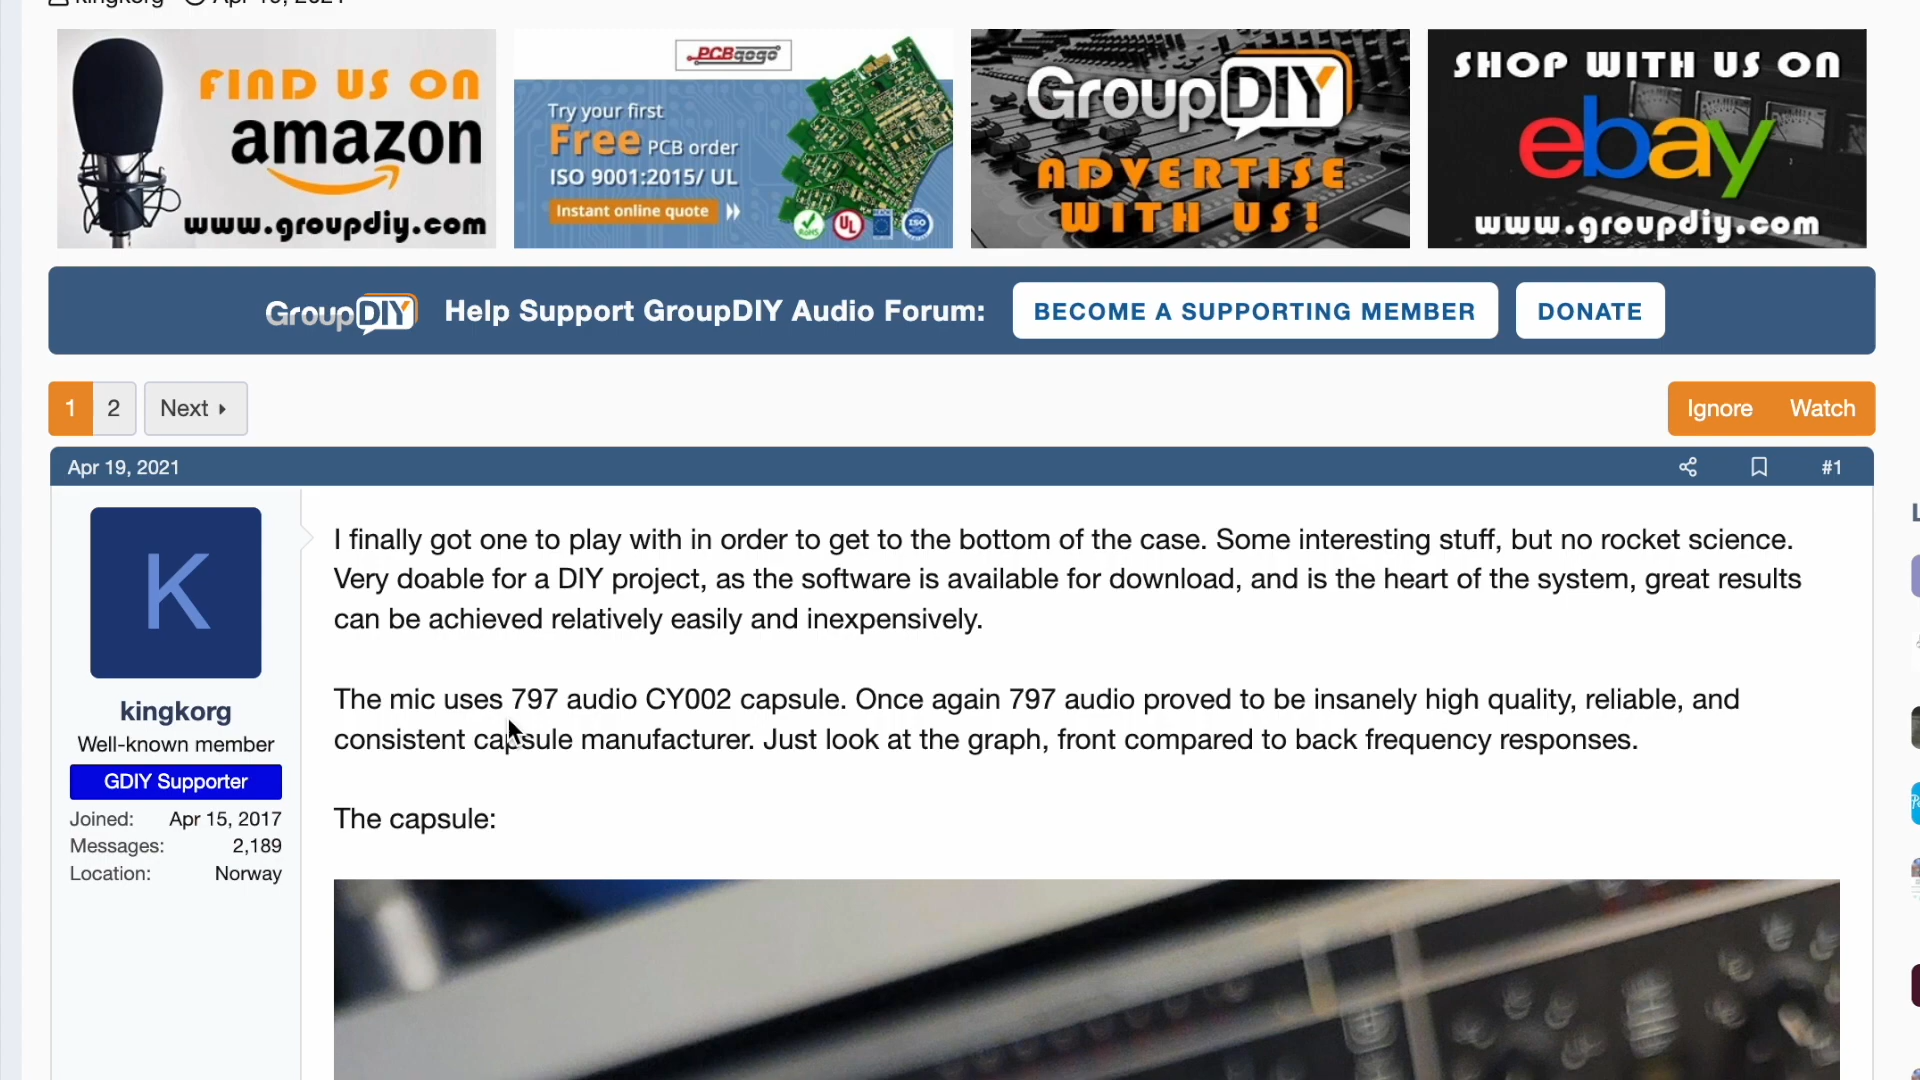 kingkorg Apr 19, 2021
FIND US ON
amazon
www.groupdiy.com
PCBgogo
Try your first
Free PCB order
ISO 9001:2015/ UL
Instant online quote
GroupDIY
ADVERTISE
WITH US!
SHOP WITH US ON
ebay
www.groupdiy.com
GroupDIY Help Support GroupDIY Audio Forum: BECOME A SUPPORTING MEMBER DONATE
1 2 Next Ignore Watch
Apr 19, 2021 #1
K
kingkorg
Well-known member
GDIY Supporter
Joined: Apr 15, 2017
Messages: 2,189
Location: Norway
I finally got one to play with in order to get to the bottom of the case. Some interesting stuff, but no rocket science.
Very doable for a DIY project, as the software is available for download, and is the heart of the system, great results
can be achieved relatively easily and inexpensively.
The mic uses 797 audio CY002 capsule. Once again 797 audio proved to be insanely high quality, reliable, and
consistent capsule manufacturer. Just look at the graph, front compared to back frequency responses.
The capsule: